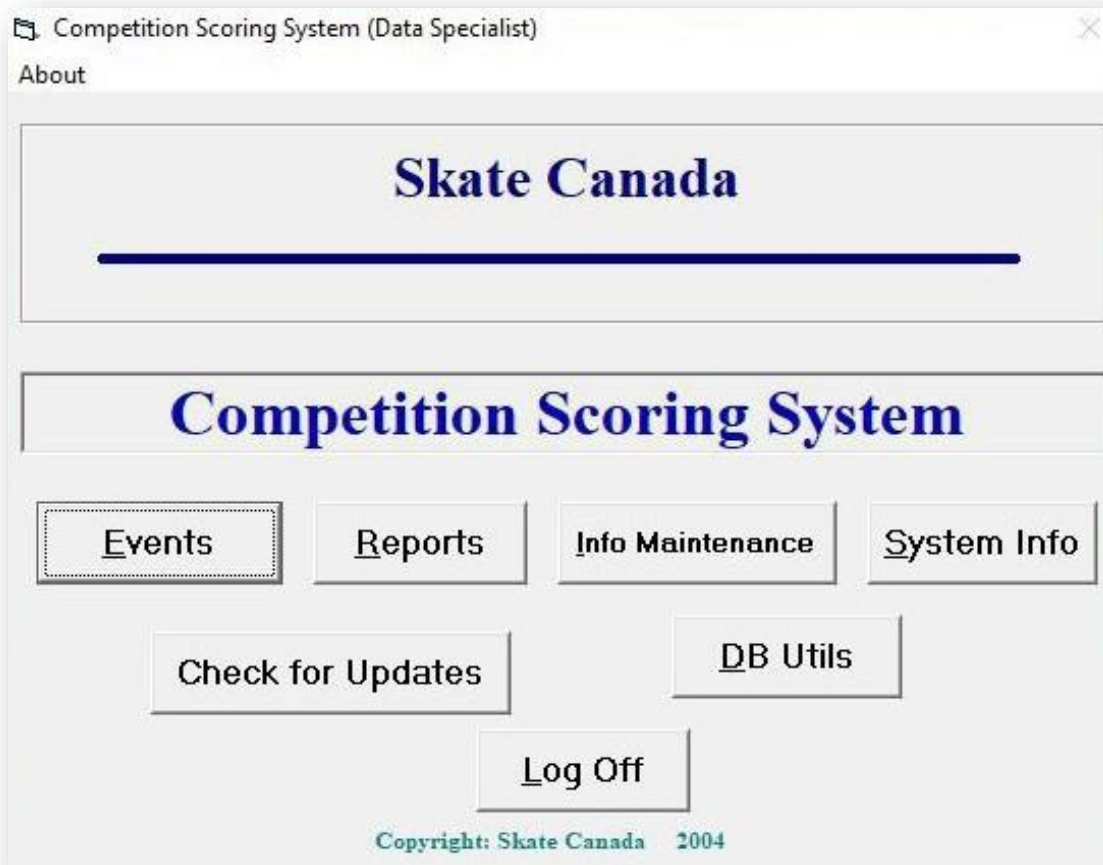 Competition Scoring System (Data Specialist)
About
Skate Canada
Competition Scoring System
Events Reports Info Maintenance System Info
Check for Updates DB Utils
Log Off
Copyright: Skate Canada 2004